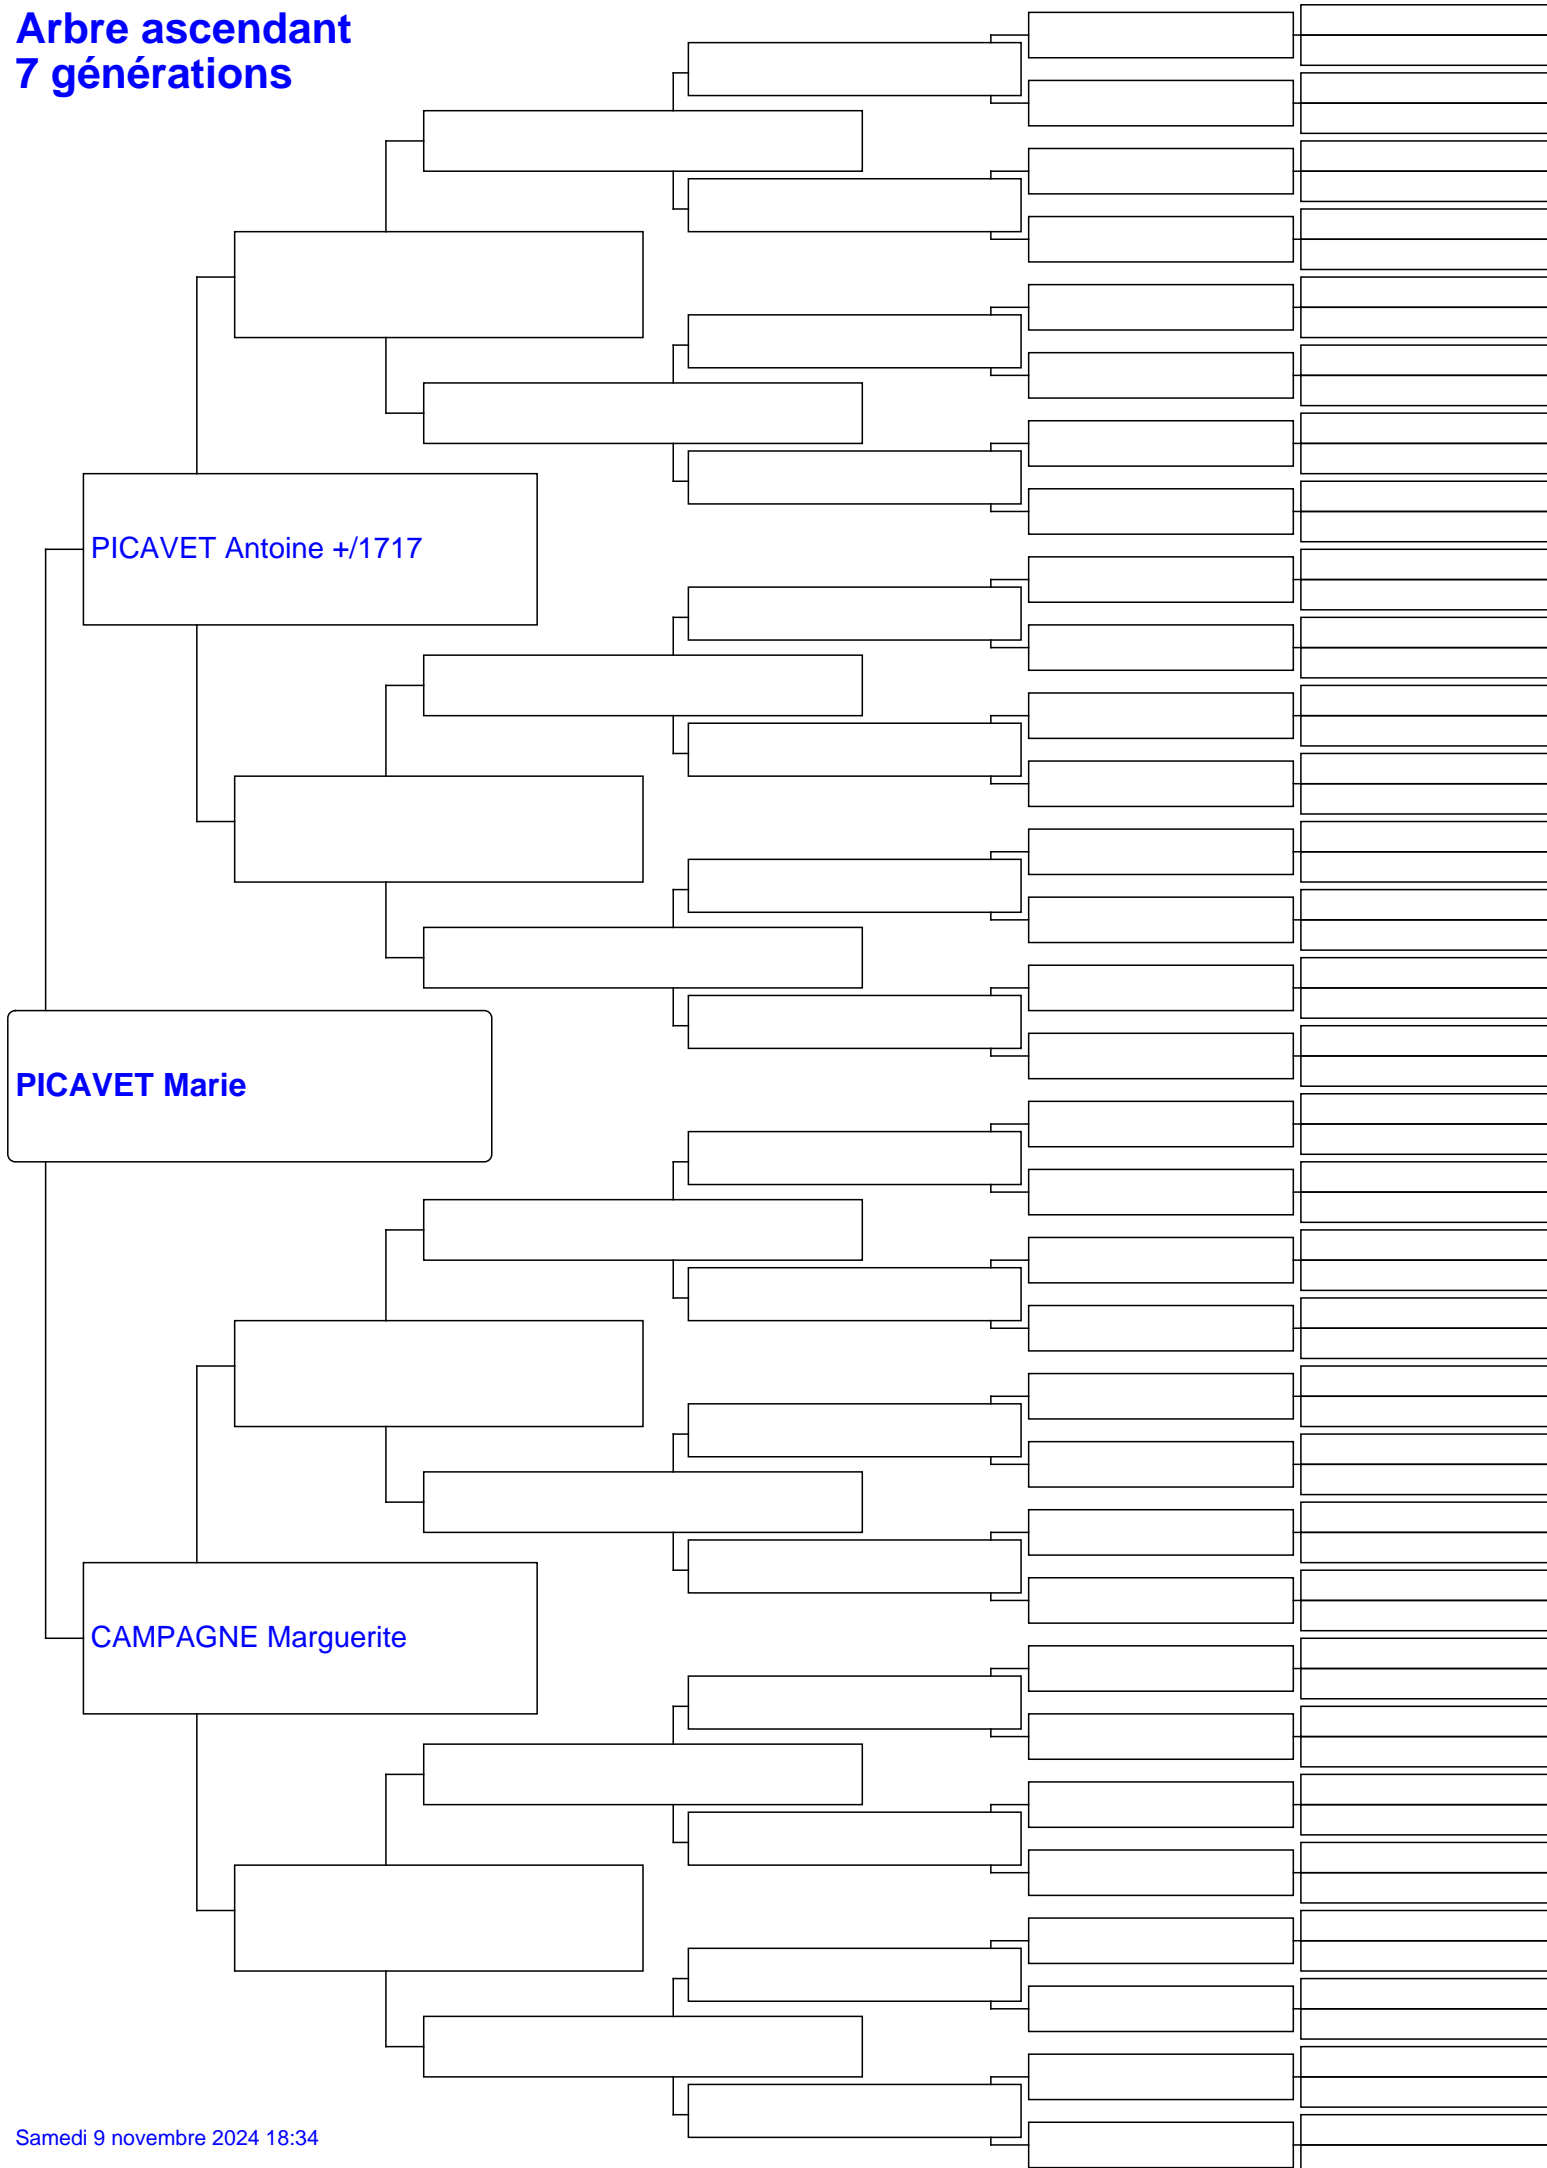 Arbre ascendant
7 générations
PICAVET Antoine +/1717
PICAVET Marie
CAMPAGNE Marguerite
Samedi 9 novembre 2024 18:34